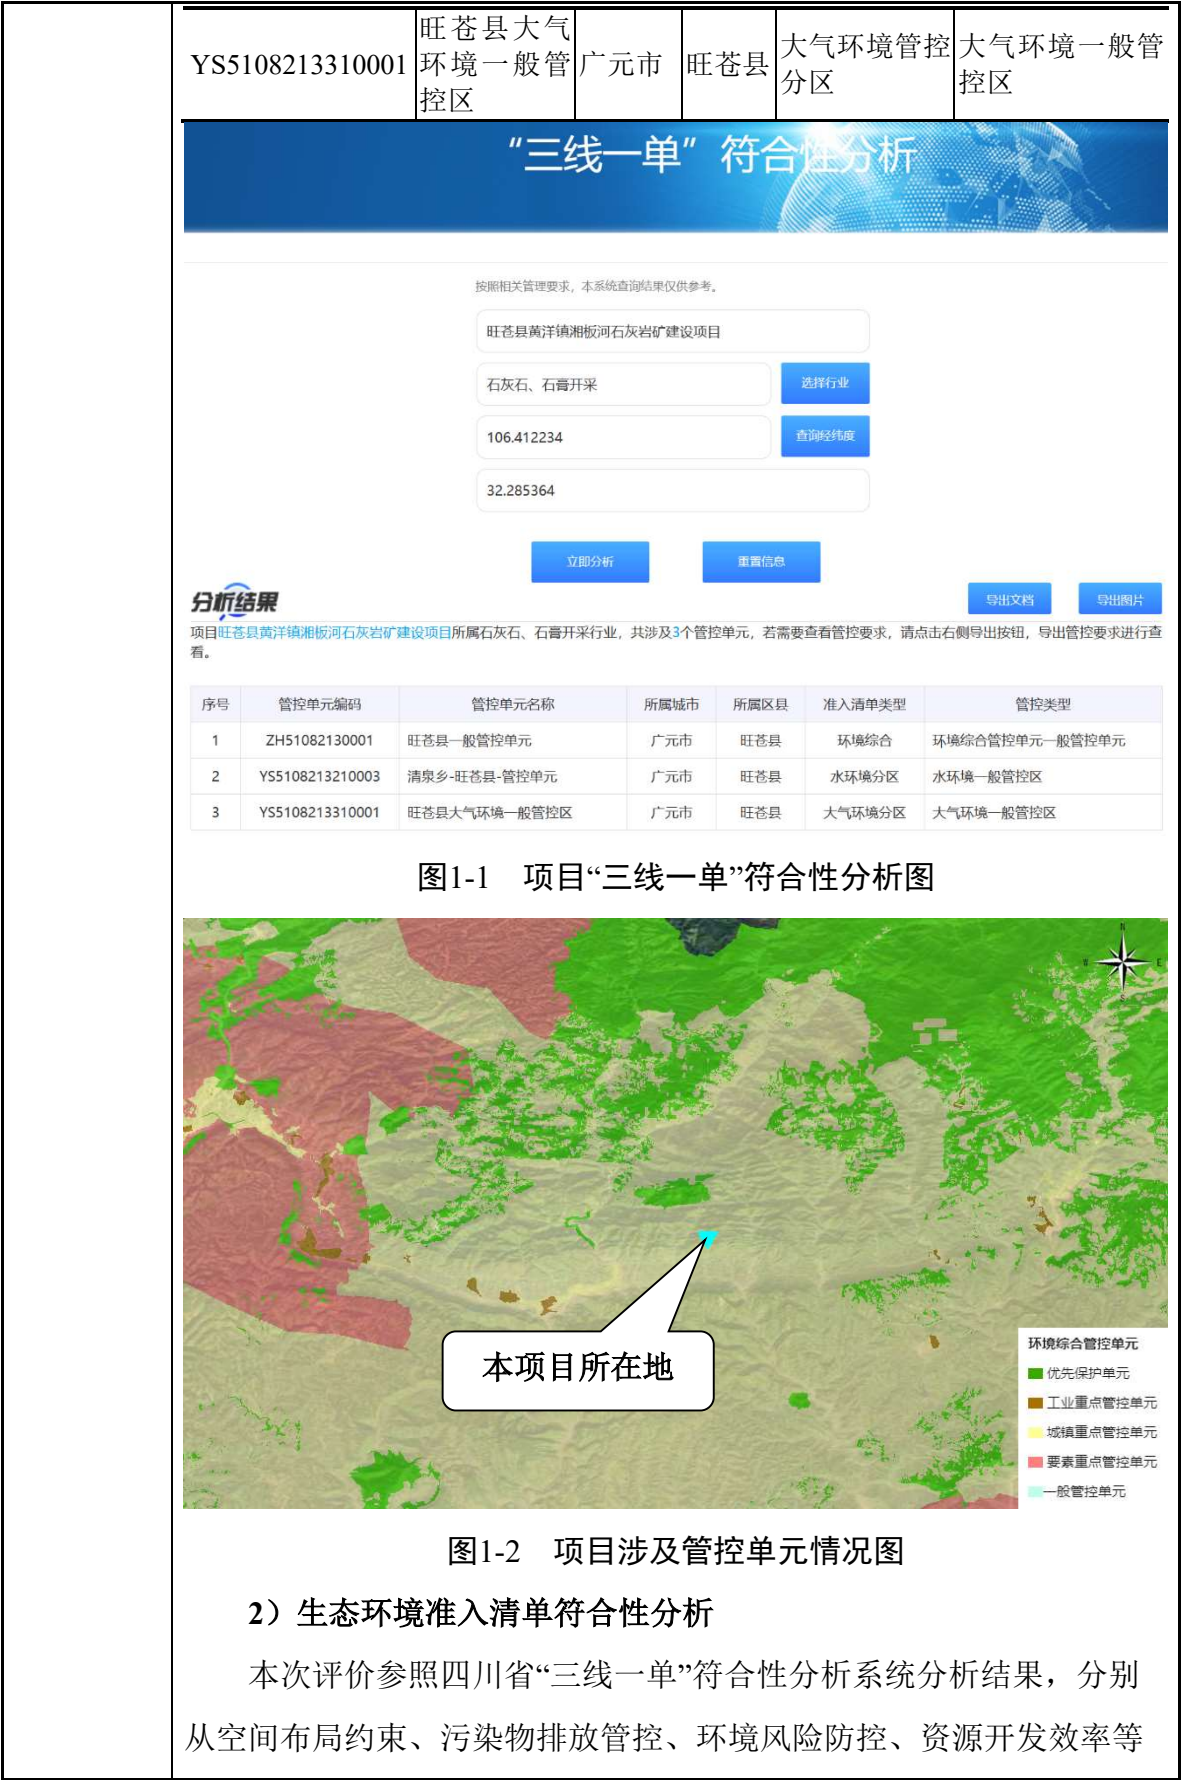 YS5108213310001 旺苍县大气环境一般管控区 广元市 旺苍县 大气环境管控分区 大气环境一般管控区
“三线一单”符合性分析
按照相关管理要求，本系统查询结果仅供参考。
旺苍县黄洋镇湘板河石灰岩矿建设项目
石灰石、石膏开采 选择行业
106.412234 查询经纬度
32.285364
立即分析 重置信息
分析结果 导出文档 导出图片
项目旺苍县黄洋镇湘板河石灰岩矿建设项目所属石灰石、石膏开采行业，共涉及3个管控单元，若需要查看管控要求，请点击右侧导出按钮，导出管控要求进行查
看。
序号 管控单元编码 管控单元名称 所属城市 所属区县 准入清单类型 管控类型
1 ZH51082130001 旺苍县一般管控单元 广元市 旺苍县 环境综合 环境综合管控单元一般管控单元
2 YS5108213210003 清泉乡-旺苍县-管控单元 广元市 旺苍县 水环境分区 水环境一般管控区
3 YS5108213310001 旺苍县大气环境一般管控区 广元市 旺苍县 大气环境分区 大气环境一般管控区
图1-1 项目“三线一单”符合性分析图
N
W E
S
本项目所在地
环境综合管控单元
优先保护单元
工业重点管控单元
城镇重点管控单元
要素重点管控单元
一般管控单元
图1-2 项目涉及管控单元情况图
2）生态环境准入清单符合性分析
本次评价参照四川省“三线一单”符合性分析系统分析结果，分别
从空间布局约束、污染物排放管控、环境风险防控、资源开发效率等